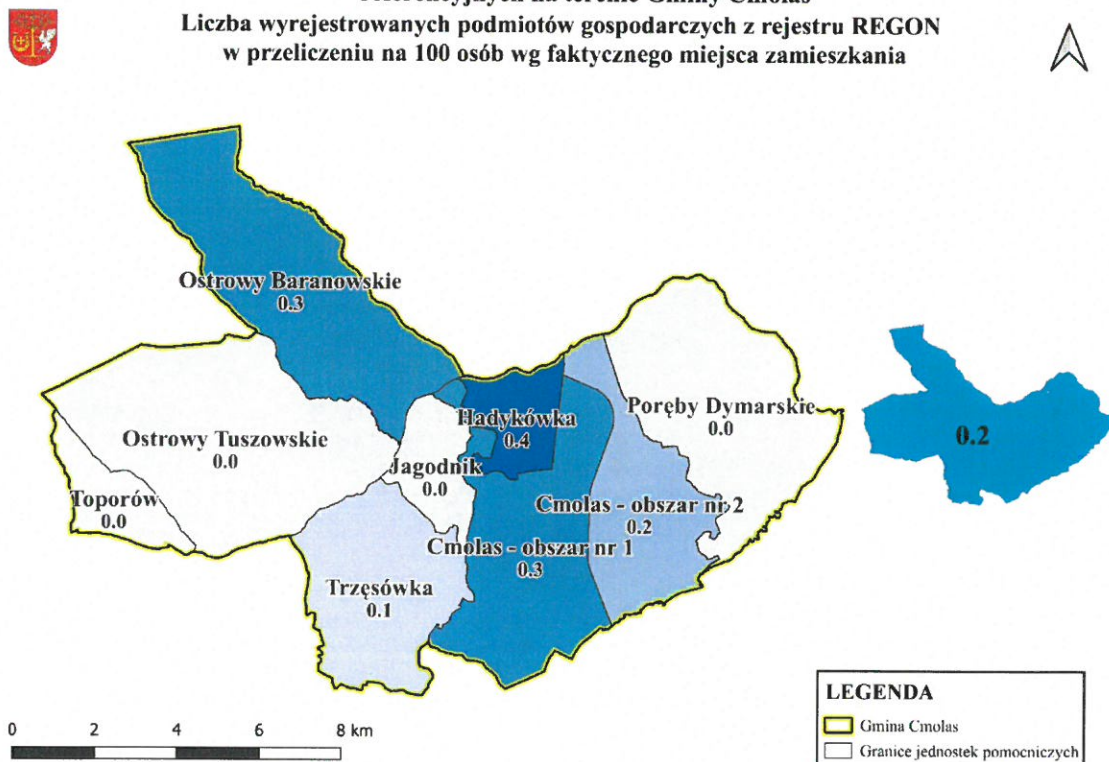 Liczba wyrejestrowanych podmiotów gospodarczych z rejestru REGON
w przeliczeniu na 100 osób wg faktycznego miejsca zamieszkania
Ostrowy Baranowskie
0.3
Hadykówka
0.4
Poręby Dymarskie
0.0
Ostrowy Tuszowskie
0.0
Jagodnik
0.0
0.2
Toporów
0.0
Cmolas - obszar nr 2
0.2
Cmolas - obszar nr 1
0.3
Trzęsówka
0.1
0 2 4 6 8 km
LEGENDA
Gmina Cmolas
Granice jednostek pomocniczych